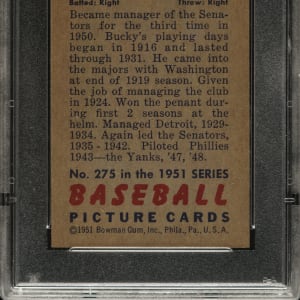 Batted: Right Threw: Right
Became manager of the Sena-
tors for the third time in
1950. Bucky's playing days
began in 1916 and lasted
through 1931. He came into
the majors with Washington
at end of 1919 season. Given
the job of managing the club
in 1924. Won the penant dur-
ing first 2 seasons at the
helm. Managed Detroit, 1929-
1934. Again led the Senators,
1935 - 1942. Piloted Phillies
1943—the Yanks, '47, '48.
No. 275 in the 1951 SERIES
BASEBALL
PICTURE CARDS
©1951 Bowman Gum, Inc., Phila., Pa., U. S. A.